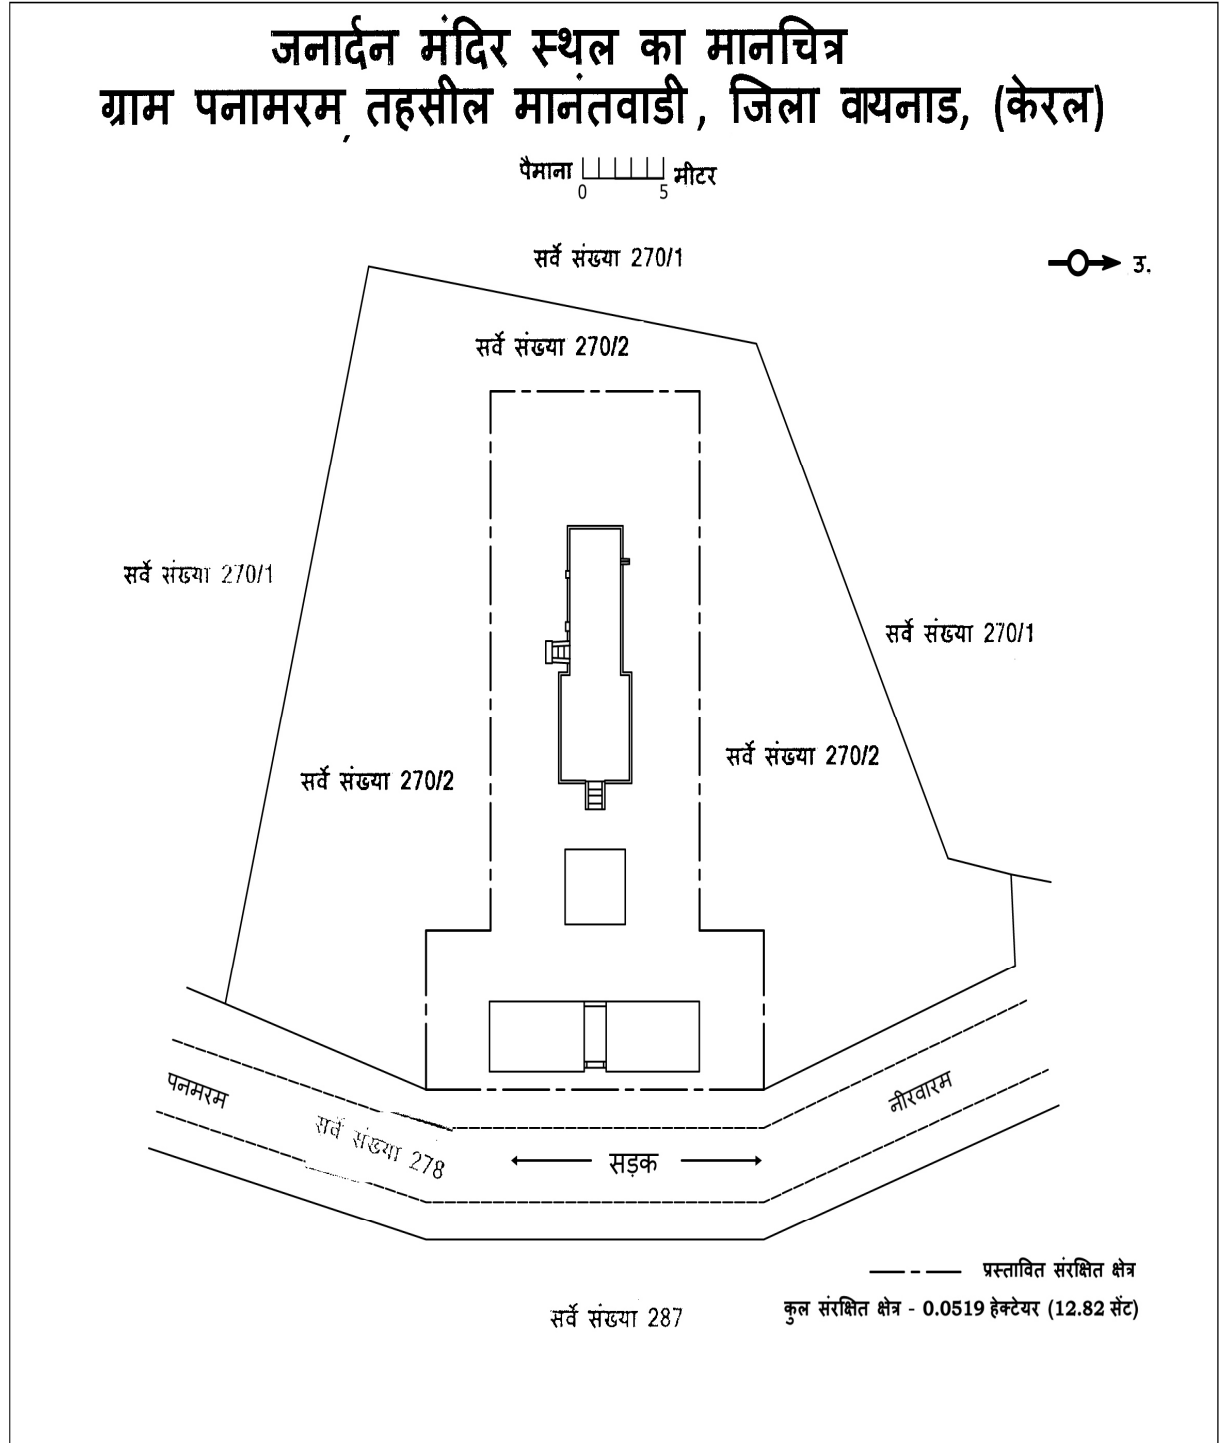 जनार्दन मंदिर स्थल का मानचित्र
ग्राम पनामरम, तहसील मानंतवाडी, जिला वायनाड, (केरल)
पैमाना 0 5 मीटर
सर्वे संख्या 270/1
उ.
सर्वे संख्या 270/2
सर्वे संख्या 270/1
सर्वे संख्या 270/1
सर्वे संख्या 270/2
सर्वे संख्या 270/2
पनमरम
नीरवारम
सर्वे संख्या 278
सड़क
प्रस्तावित संरक्षित क्षेत्र
कुल संरक्षित क्षेत्र - 0.0519 हेक्टेयर (12.82 सेंट)
सर्वे संख्या 287